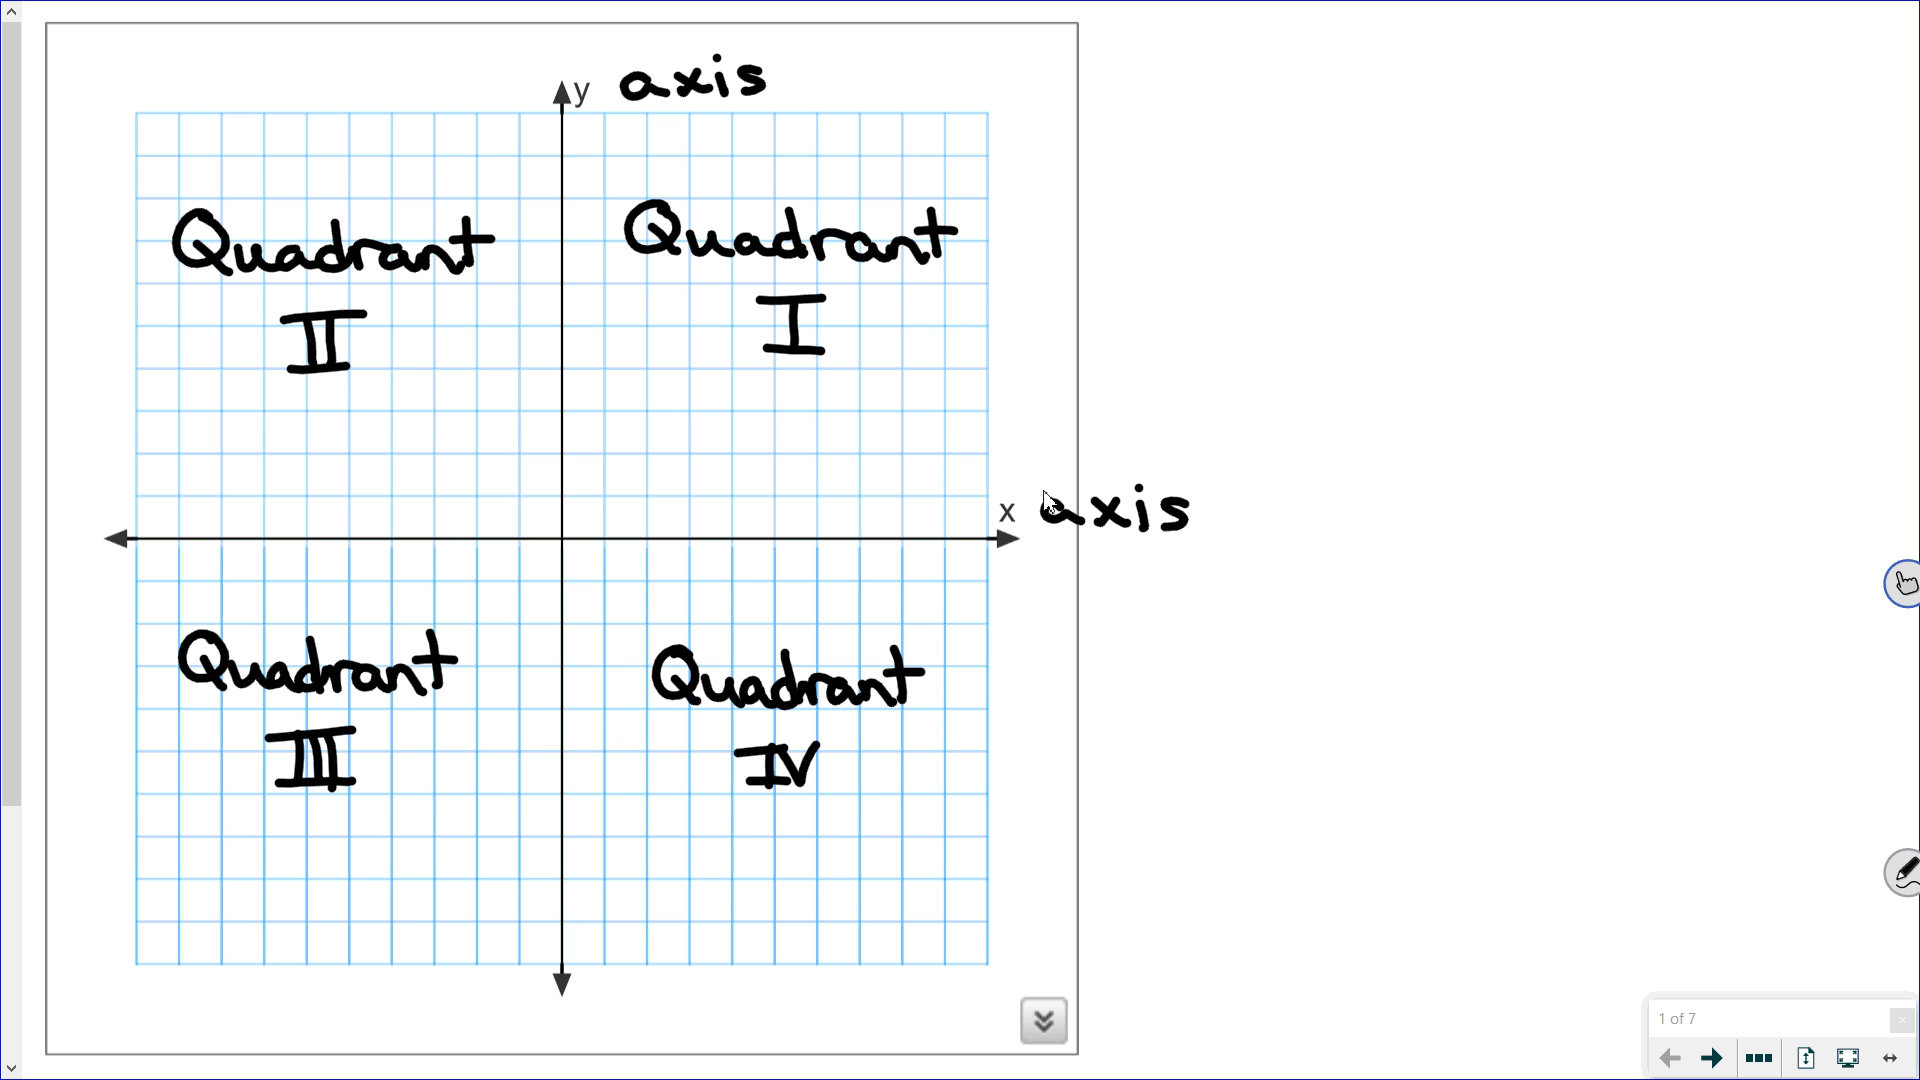 y axis
Quadrant
II
Quadrant
I
x axis
Quadrant
III
Quadrant
IV
1 of 7